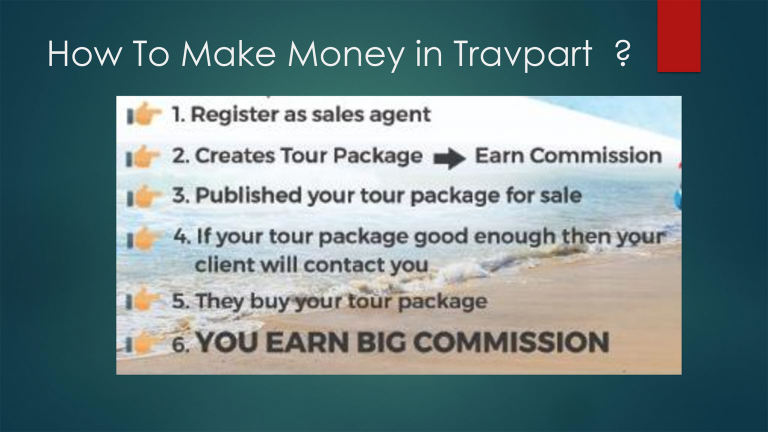 How To Make Money in Travpart ?
1. Register as sales agent
2. Creates Tour Package ➡ Earn Commission
3. Published your tour package for sale
4. If your tour package good enough then your
client will contact you
5. They buy your tour package
6. YOU EARN BIG COMMISSION